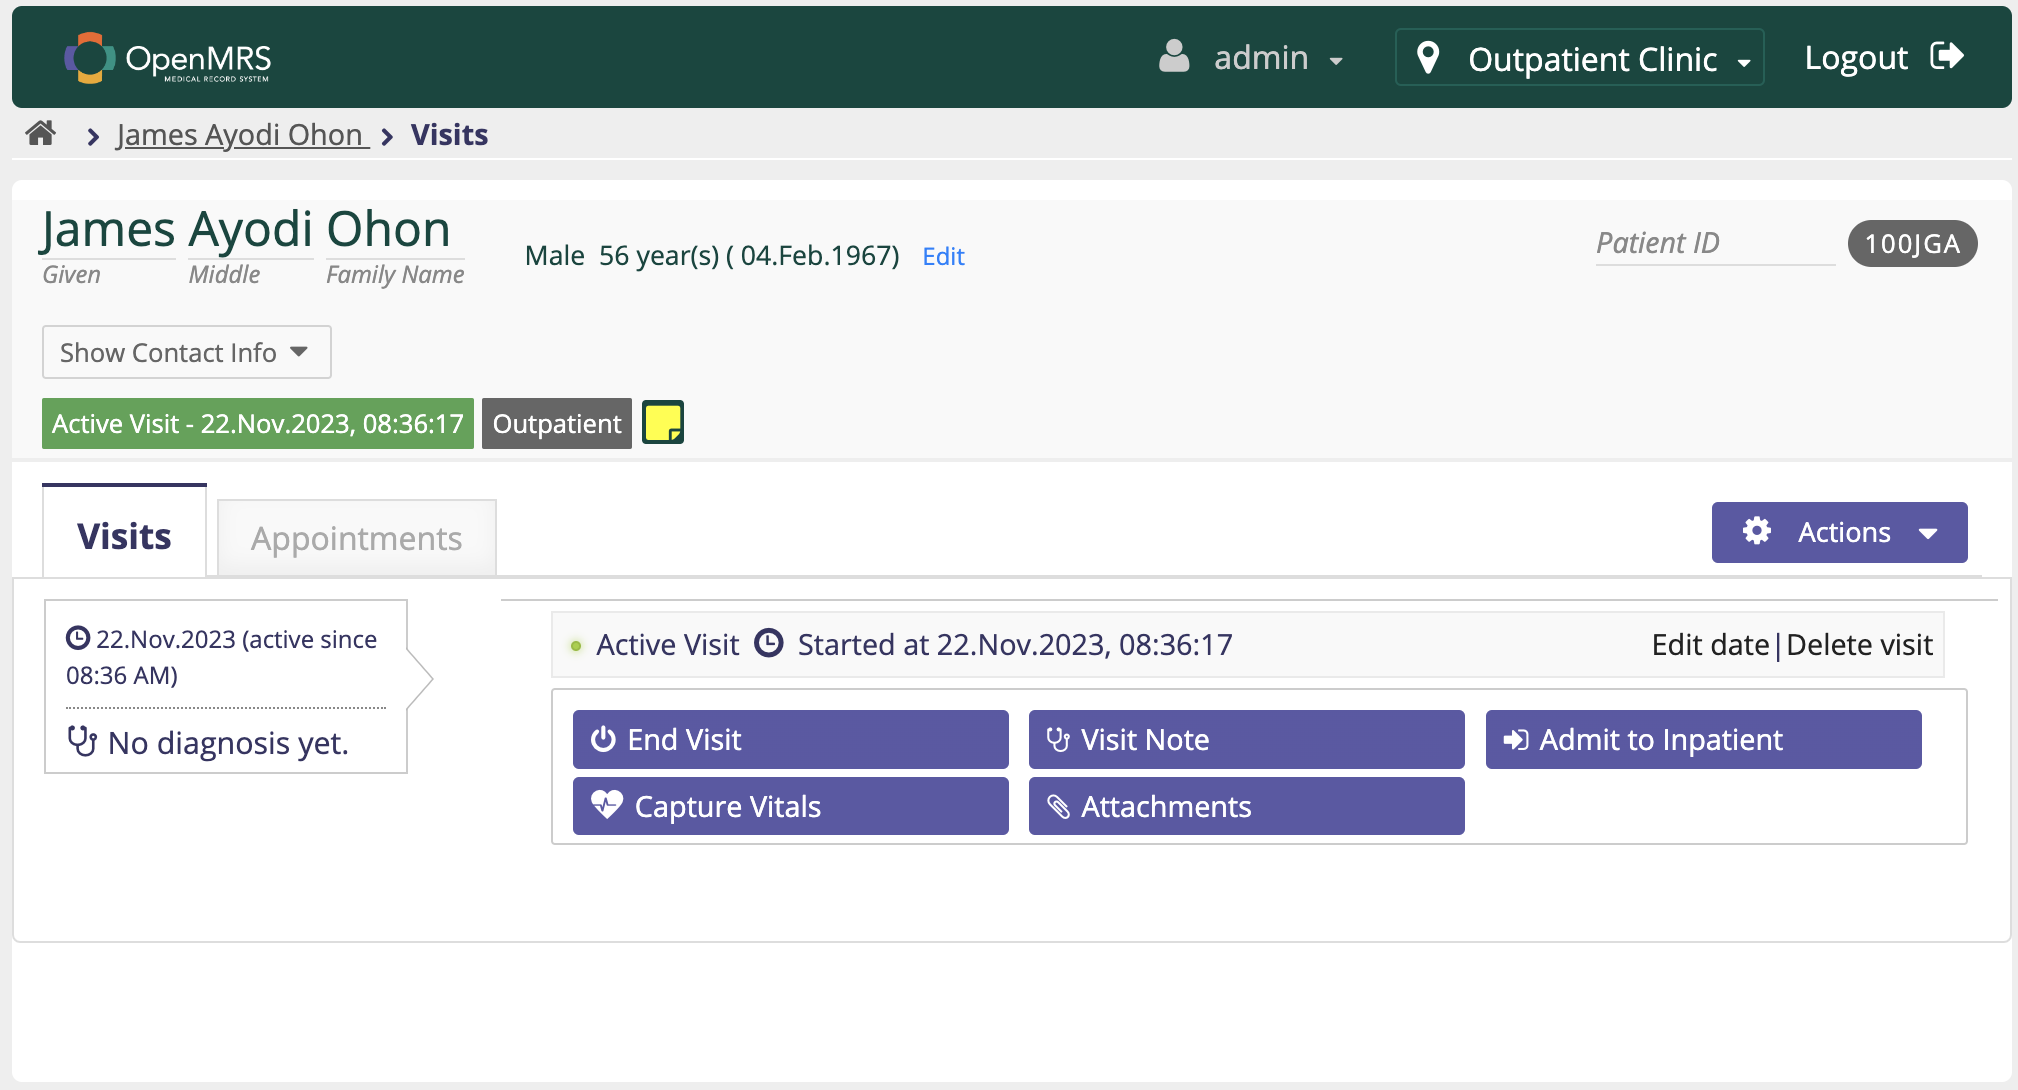 OpenMRS
MEDICAL RECORD SYSTEM
admin
Outpatient Clinic
Logout
James Ayodi Ohon
Visits
James Ayodi Ohon
Given Middle Family Name
Male 56 year(s) ( 04.Feb.1967) Edit
Patient ID 100JGA
Show Contact Info
Active Visit - 22.Nov.2023, 08:36:17 Outpatient
Visits
Appointments
Actions
22.Nov.2023 (active since
08:36 AM)
No diagnosis yet.
Active Visit Started at 22.Nov.2023, 08:36:17 Edit date|Delete visit
End Visit
Visit Note
Admit to Inpatient
Capture Vitals
Attachments